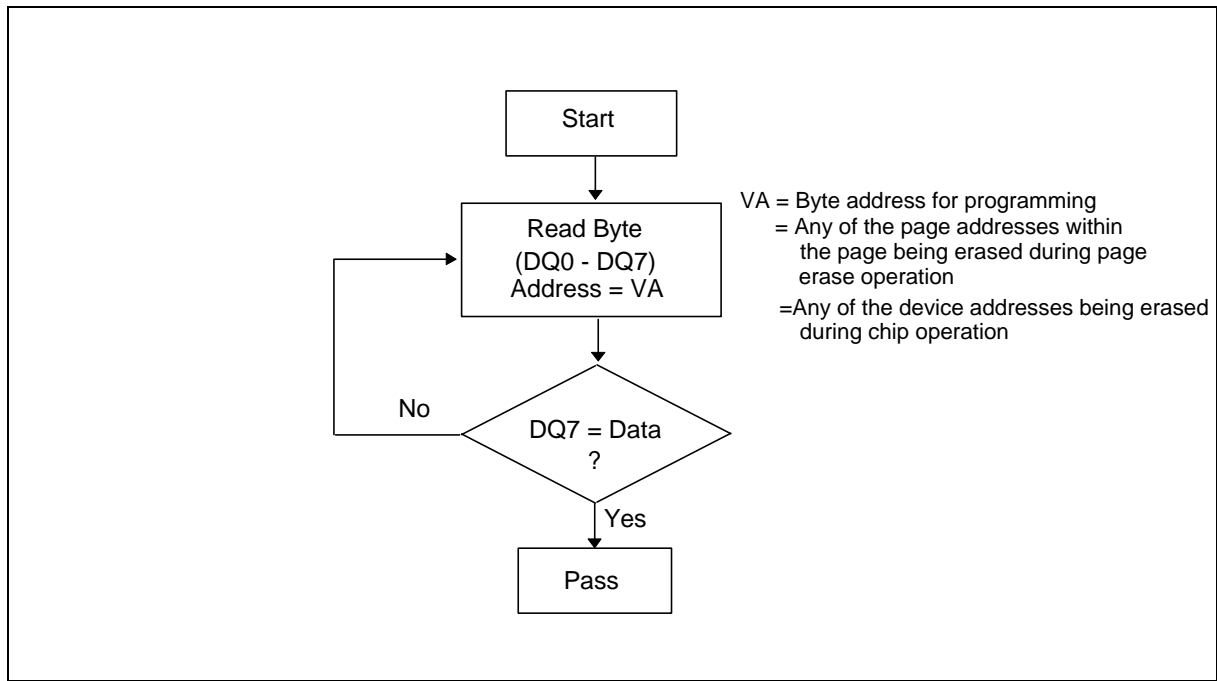 Start
Read Byte
(DQ0 - DQ7)
Address = VA
VA = Byte address for programming
= Any of the page addresses within
the page being erased during page
erase operation
=Any of the device addresses being erased
during chip operation
No
DQ7 = Data
?
Yes
Pass